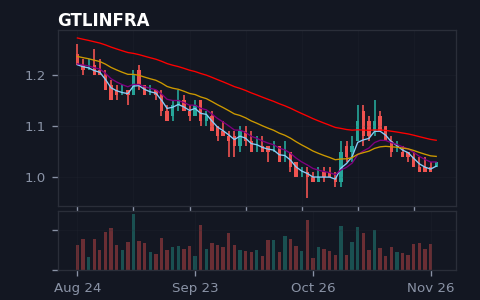 GTLINFRA
1.2
1.1
1.0
Aug 24
Sep 23
Oct 26
Nov 26